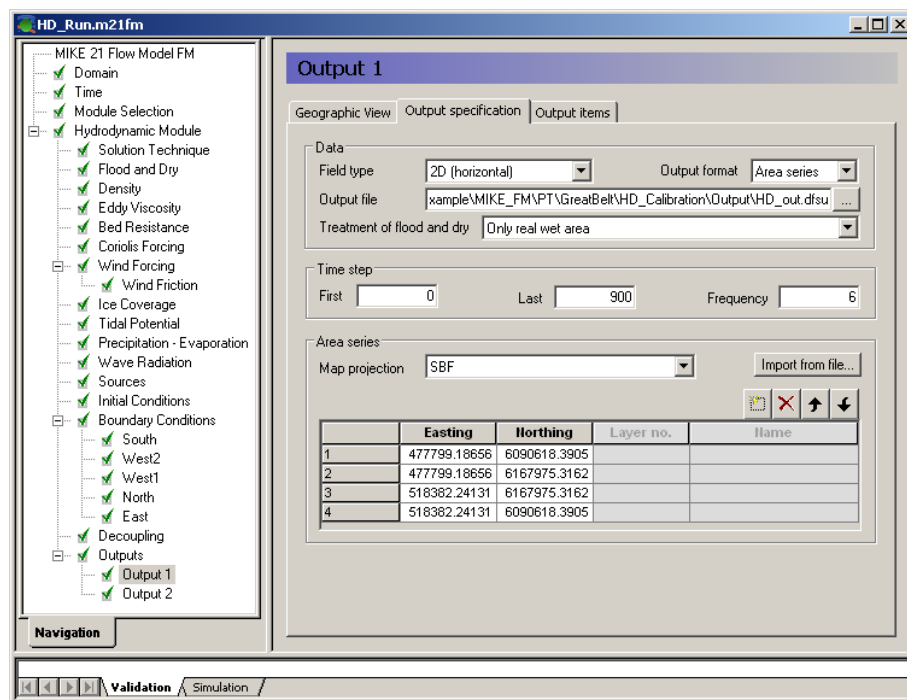 HD_Run.m21fm
MIKE 21 Flow Model FM
Domain
Time
Module Selection
Hydrodynamic Module
Solution Technique
Flood and Dry
Density
Eddy Viscosity
Bed Resistance
Coriolis Forcing
Wind Forcing
Wind Friction
Ice Coverage
Tidal Potential
Precipitation - Evaporation
Wave Radiation
Sources
Initial Conditions
Boundary Conditions
South
West2
West1
North
East
Decoupling
Outputs
Output 1
Output 2
Navigation
Output 1
Geographic View Output specification Output items
Data
Field type 2D (horizontal) Output format Area series
Output file xample\MIKE_FM\PT\GreatBelt\HD_Calibration\Output\HD_out.dfsu ...
Treatment of flood and dry Only real wet area
Time step
First 0 Last 900 Frequency 6
Area series
Map projection SBF Import from file...
Easting Northing Layer no. Name
1 477799.18656 6090618.3905
2 477799.18656 6167975.3162
3 518382.24131 6167975.3162
4 518382.24131 6090618.3905
Validation Simulation